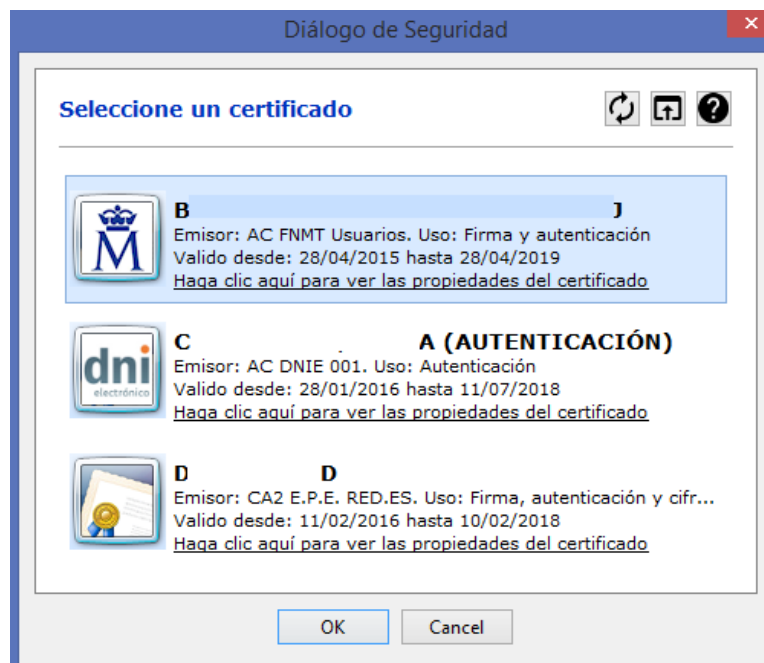 Diálogo de Seguridad
Seleccione un certificado
B J
Emisor: AC FNMT Usuarios. Uso: Firma y autenticación
Valido desde: 28/04/2015 hasta 28/04/2019
Haga clic aquí para ver las propiedades del certificado
dni
electrónico
C A (AUTENTICACIÓN)
Emisor: AC DNIE 001. Uso: Autenticación
Valido desde: 28/01/2016 hasta 11/07/2018
Haga clic aquí para ver las propiedades del certificado
D D
Emisor: CA2 E.P.E. RED.ES. Uso: Firma, autenticación y cifr...
Valido desde: 11/02/2016 hasta 10/02/2018
Haga clic aquí para ver las propiedades del certificado
OK Cancel